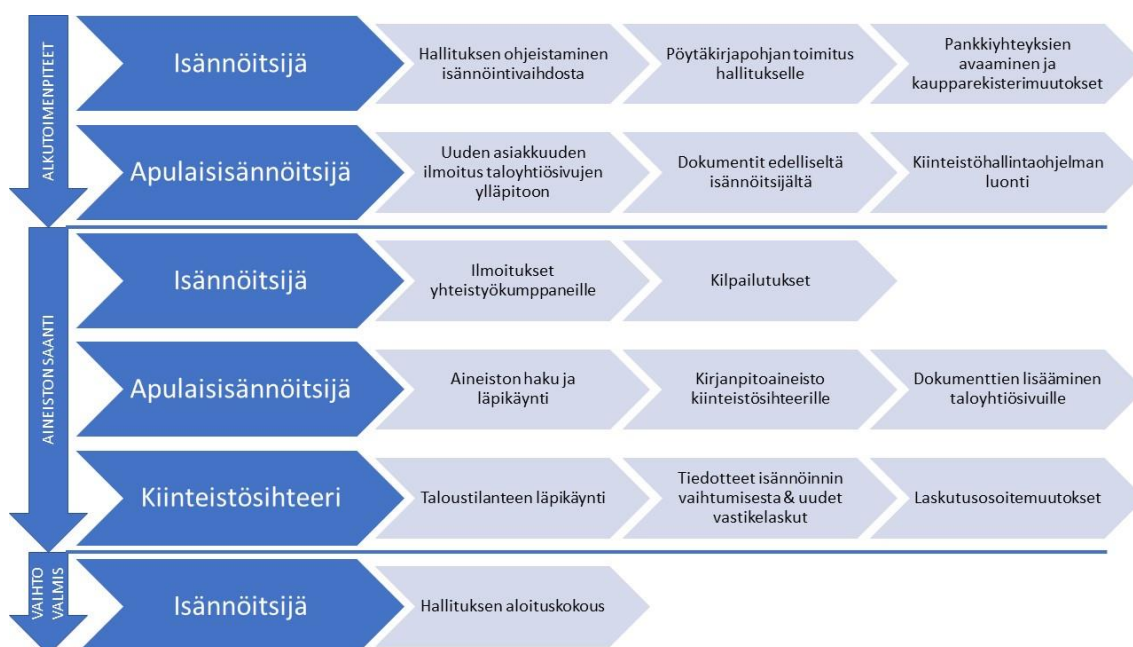 ALKUTOIMENPITEET
Isännöitsijä
Hallituksen ohjeistaminen
isännöintivaihdosta
Pöytäkirjapohjan toimitus
hallitukselle
Pankkiyhteyksien
avaaminen ja
kaupparekisterimuutokset
Apulaisisännöitsijä
Uuden asiakkuuden
ilmoitus taloyhtiösivujen
ylläpitoon
Dokumentit edelliseltä
isännöitsijältä
Kiinteistöhallintaohjelman
luonti
AINEISTON SAANTI
Isännöitsijä
Ilmoitukset
yhteistyökumppaneille
Kilpailutukset
Apulaisisännöitsijä
Aineiston haku ja
läpikäynti
Kirjanpitoaineisto
kiinteistösihteerille
Dokumenttien lisääminen
taloyhtiösivuille
Kiinteistösihteeri
Taloustilanteen läpikäynti
Tiedotteet isännöinnin
vaihtumisesta & uudet
vastikelaskut
Laskutusosoitemuutokset
VAIHTO
VALMIS
Isännöitsijä
Hallituksen aloituskokous